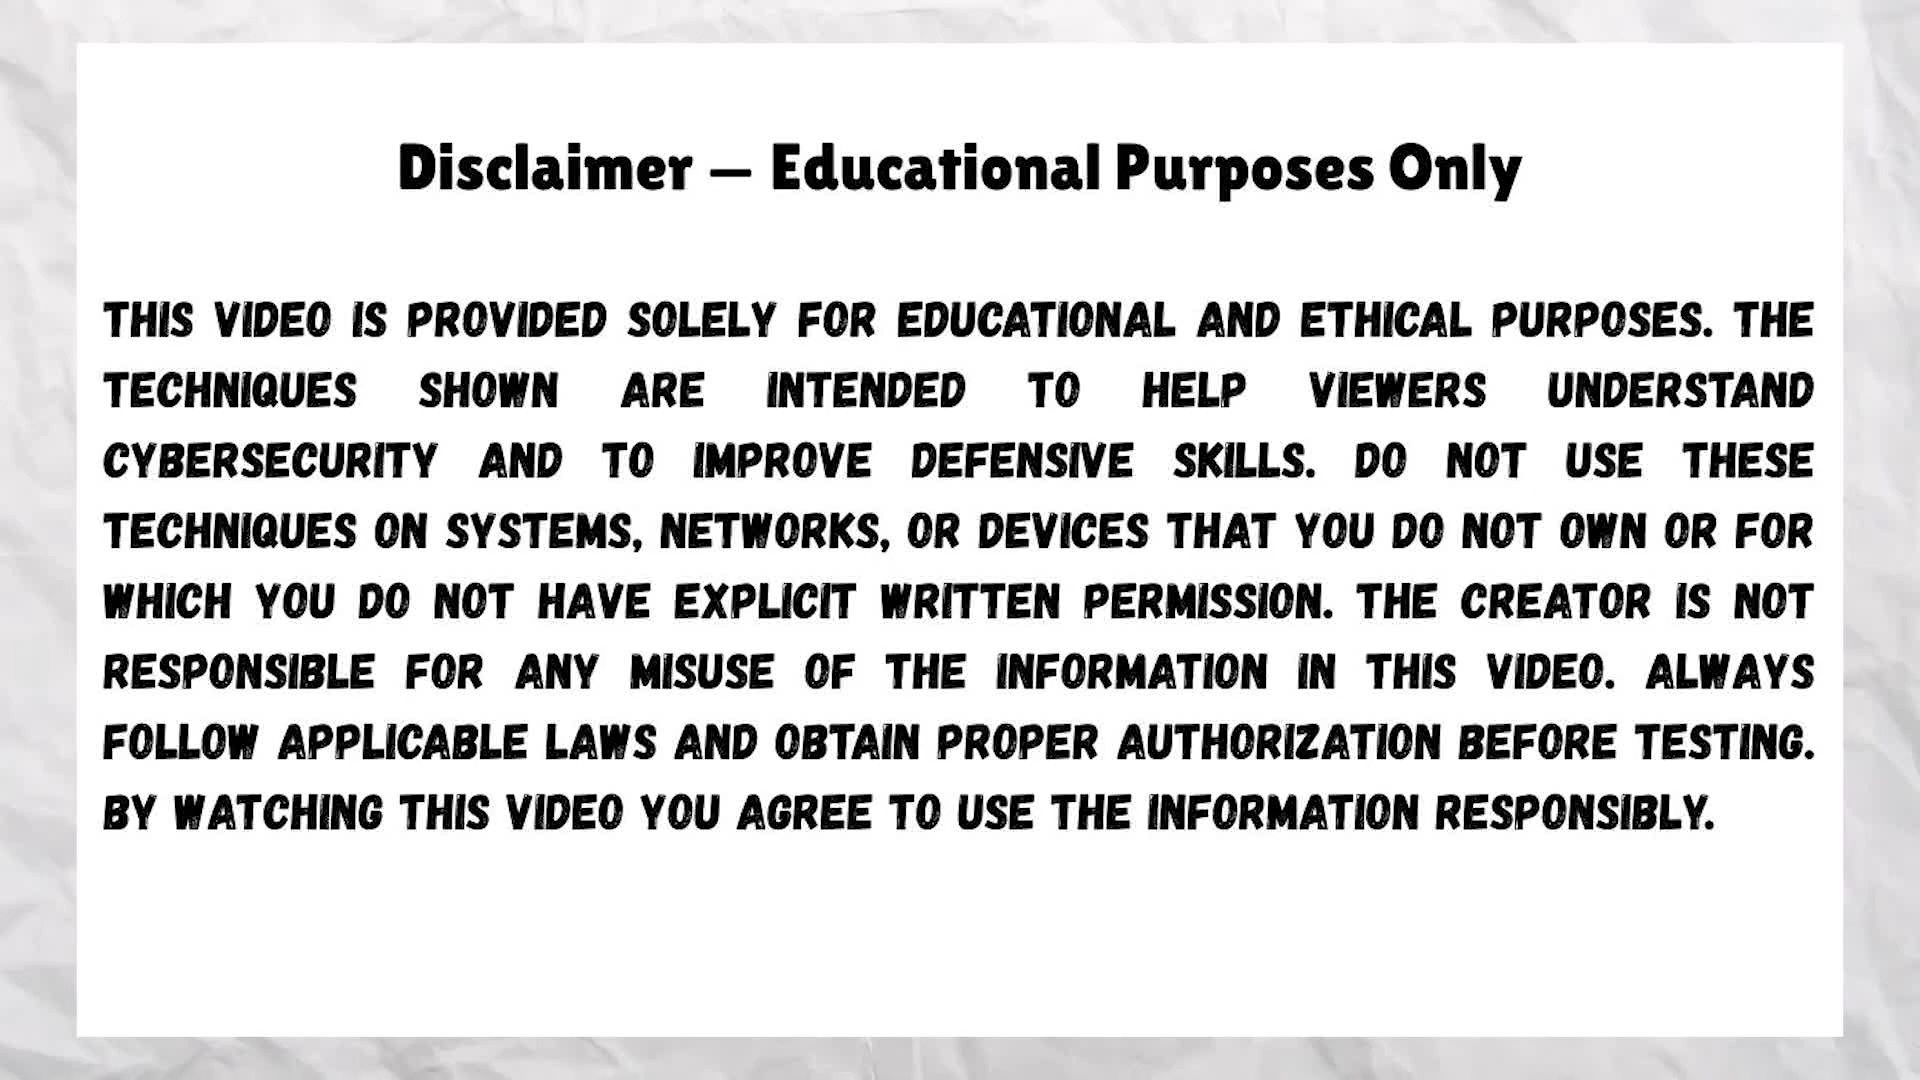 Disclaimer — Educational Purposes Only
THIS VIDEO IS PROVIDED SOLELY FOR EDUCATIONAL AND ETHICAL PURPOSES. THE
TECHNIQUES SHOWN ARE INTENDED TO HELP VIEWERS UNDERSTAND
CYBERSECURITY AND TO IMPROVE DEFENSIVE SKILLS. DO NOT USE THESE
TECHNIQUES ON SYSTEMS, NETWORKS, OR DEVICES THAT YOU DO NOT OWN OR FOR
WHICH YOU DO NOT HAVE EXPLICIT WRITTEN PERMISSION. THE CREATOR IS NOT
RESPONSIBLE FOR ANY MISUSE OF THE INFORMATION IN THIS VIDEO. ALWAYS
FOLLOW APPLICABLE LAWS AND OBTAIN PROPER AUTHORIZATION BEFORE TESTING.
BY WATCHING THIS VIDEO YOU AGREE TO USE THE INFORMATION RESPONSIBLY.